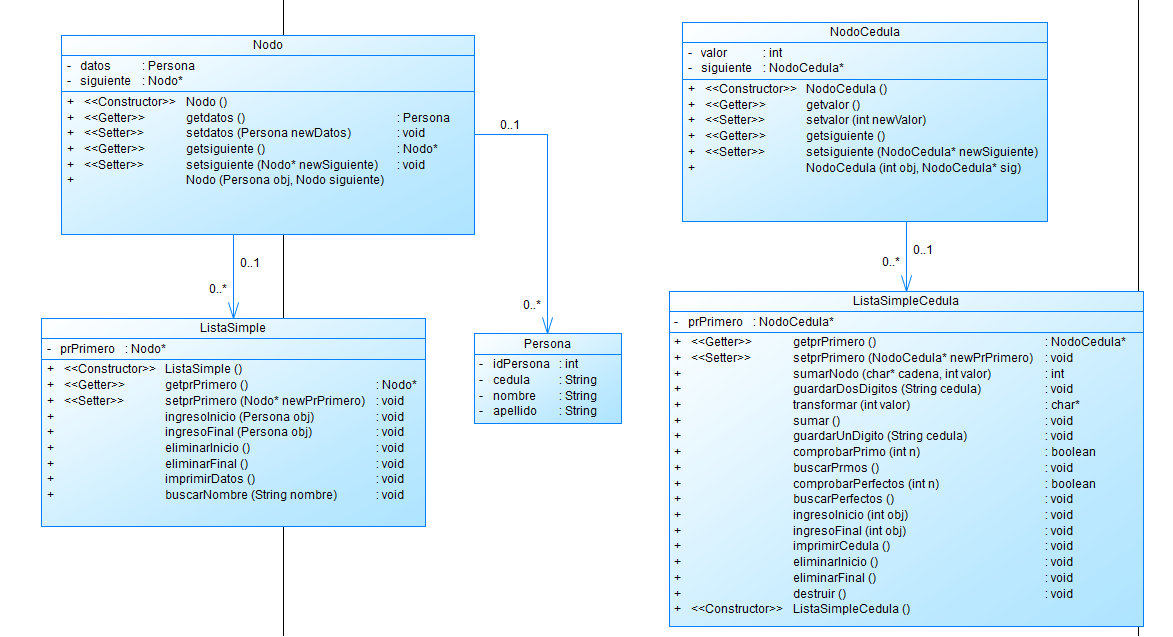 Nodo
- datos : Persona
- siguiente : Nodo*
+ <<Constructor>> Nodo ()
+ <<Getter>> getdatos () : Persona
+ <<Setter>> setdatos (Persona newDatos) : void
+ <<Getter>> getsiguiente () : Nodo*
+ <<Setter>> setsiguiente (Nodo* newSiguiente) : void
+ Nodo (Persona obj, Nodo siguiente)
0..1
0..*
0..1
0..*
ListaSimple
- prPrimero : Nodo*
+ <<Constructor>> ListaSimple ()
+ <<Getter>> getprPrimero () : Nodo*
+ <<Setter>> setprPrimero (Nodo* newPrPrimero) : void
+ ingresoInicio (Persona obj) : void
+ ingresoFinal (Persona obj) : void
+ eliminarInicio () : void
+ eliminarFinal () : void
+ imprimirDatos () : void
+ buscarNombre (String nombre) : void
Persona
- idPersona : int
- cedula : String
- nombre : String
- apellido : String
NodoCedula
- valor : int
- siguiente : NodoCedula*
+ <<Constructor>> NodoCedula ()
+ <<Getter>> getvalor ()
+ <<Setter>> setvalor (int newValor)
+ <<Getter>> getsiguiente ()
+ <<Setter>> setsiguiente (NodoCedula* newSiguiente)
+ NodoCedula (int obj, NodoCedula* sig)
0..1
0..*
ListaSimpleCedula
- prPrimero : NodoCedula*
+ <<Getter>> getprPrimero () : NodoCedula*
+ <<Setter>> setprPrimero (NodoCedula* newPrPrimero) : void
+ sumarNodo (char* cadena, int valor) : int
+ guardarDosDigitos (String cedula) : void
+ transformar (int valor) : char*
+ sumar () : void
+ guardarUnDigito (String cedula) : void
+ comprobarPrimo (int n) : boolean
+ buscarPrmos () : void
+ comprobarPerfectos (int n) : boolean
+ buscarPerfectos () : void
+ ingresoInicio (int obj) : void
+ ingresoFinal (int obj) : void
+ imprimirCedula () : void
+ eliminarInicio () : void
+ eliminarFinal () : void
+ destruir () : void
+ <<Constructor>> ListaSimpleCedula ()